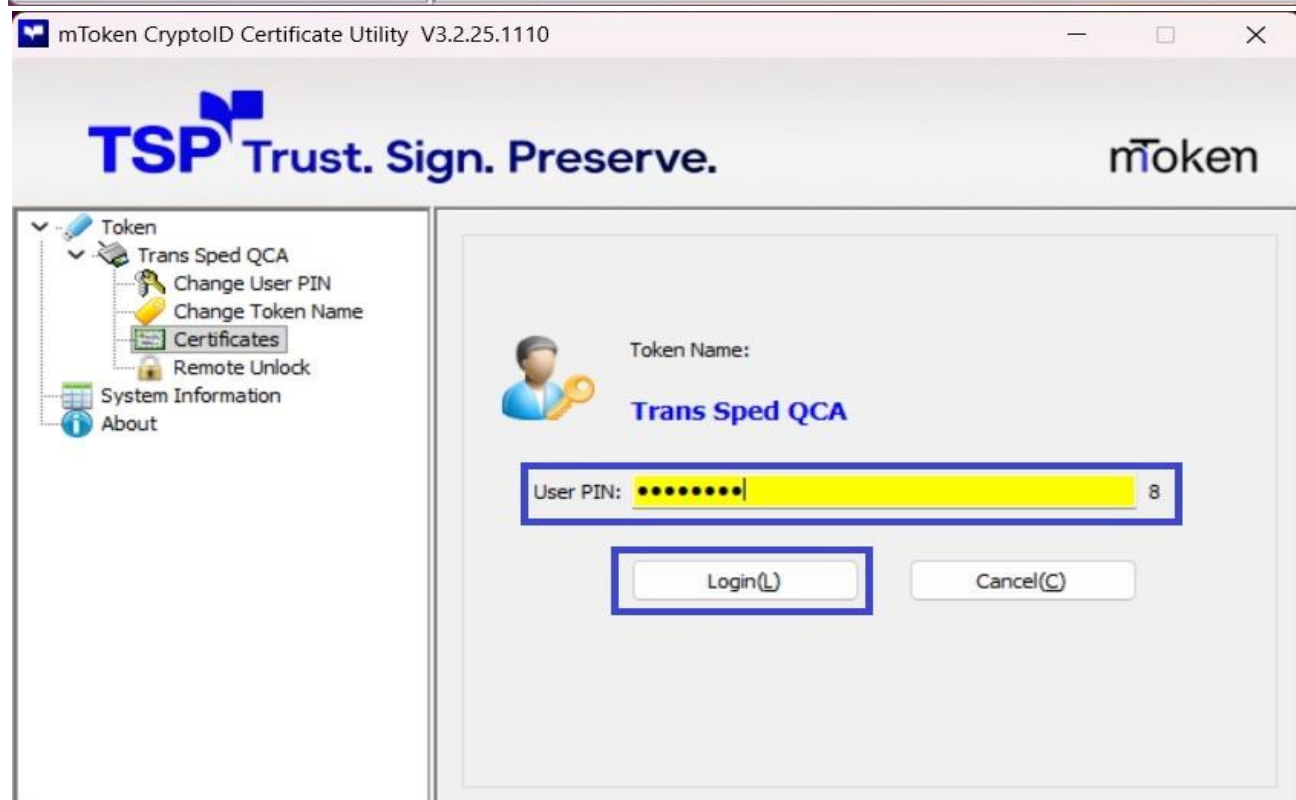 mToken CryptoID Certificate Utility V3.2.25.1110
TSP Trust. Sign. Preserve.
mToken
Token
Trans Sped QCA
Change User PIN
Change Token Name
Certificates
Remote Unlock
System Information
About
Token Name:
Trans Sped QCA
User PIN: •••••••• 8
Login(L) Cancel(C)